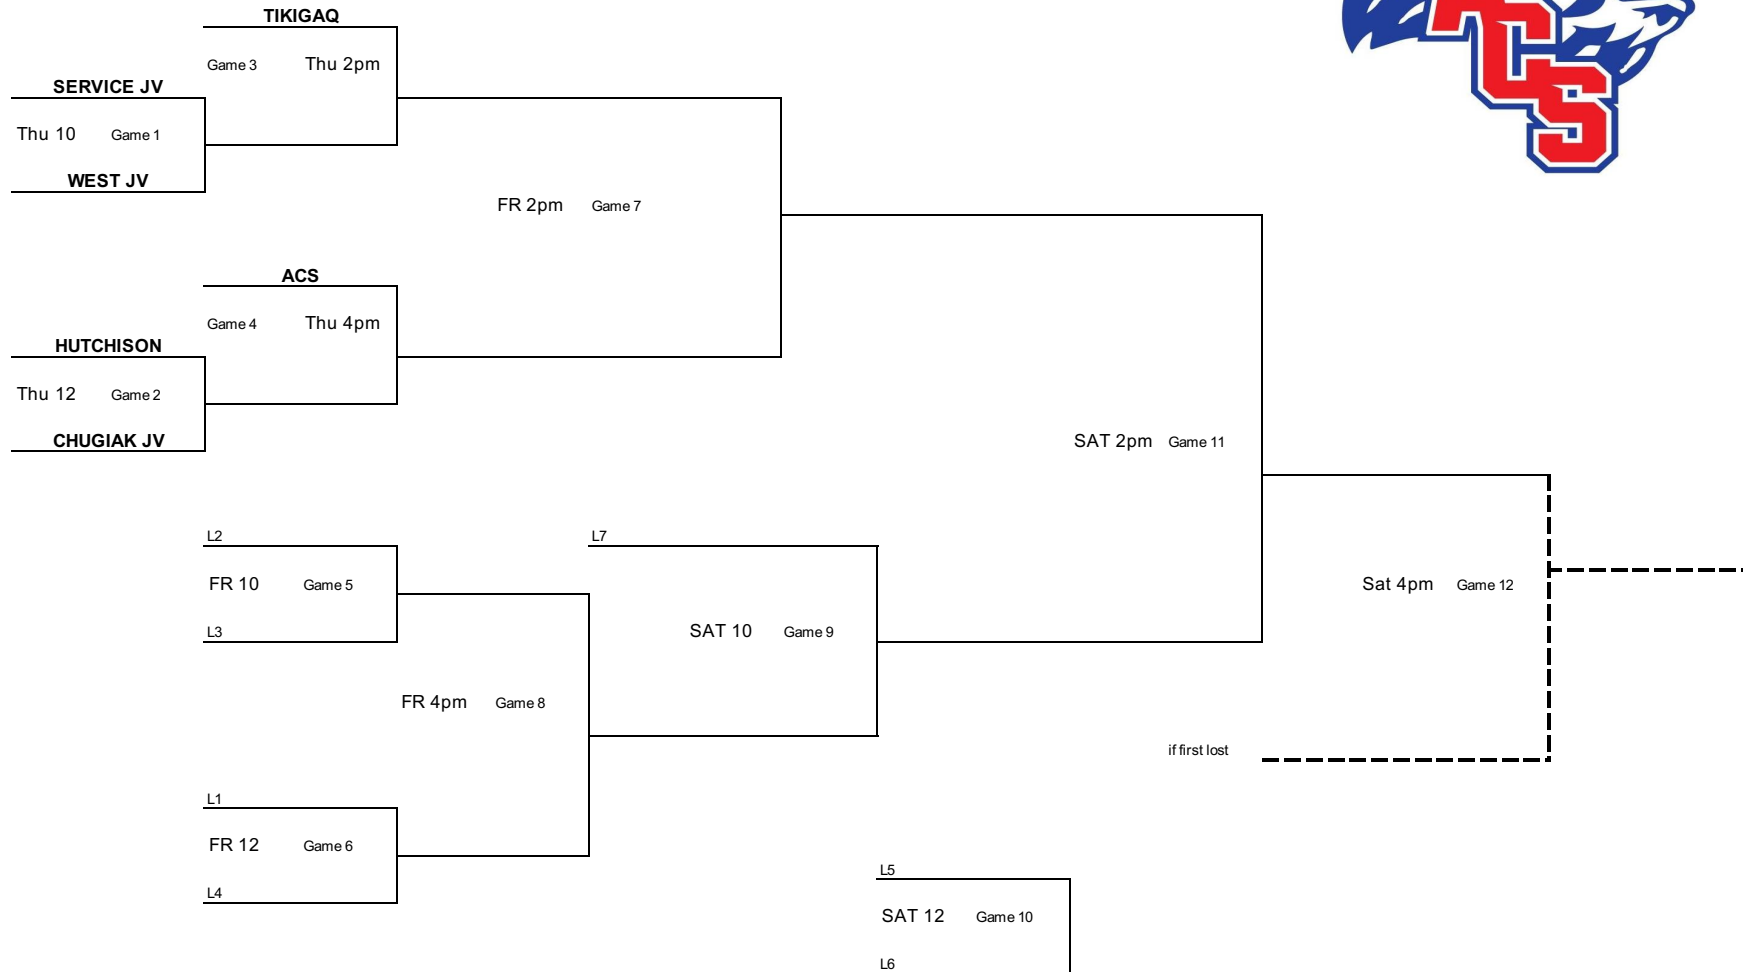 TIKIGAQ
Game 3 Thu 2pm
SERVICE JV
Thu 10 Game 1
WEST JV
FR 2pm Game 7
ACS
Game 4 Thu 4pm
HUTCHISON
Thu 12 Game 2
CHUGIAK JV
SAT 2pm Game 11
L2
L7
FR 10 Game 5
Sat 4pm Game 12
L3
SAT 10 Game 9
FR 4pm Game 8
if first lost
L1
FR 12 Game 6
L4
L5
SAT 12 Game 10
L6
ACS